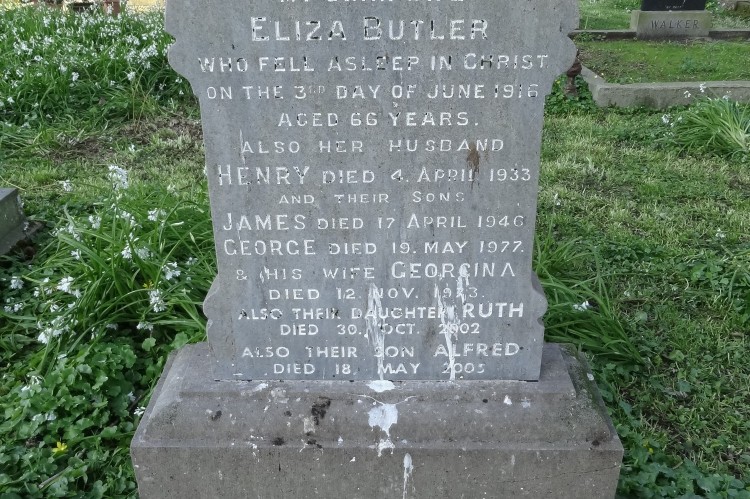 ELIZA BUTLER
WHO FELL ASLEEP IN CHRIST
ON THE 3RD DAY OF JUNE 1916
AGED 66 YEARS.
ALSO HER HUSBAND
HENRY DIED 4. APRIL 1933
AND THEIR SONS
JAMES DIED 17 APRIL 1946
GEORGE DIED 19. MAY 1977.
& HIS WIFE GEORGINA
DIED 12. NOV.
ALSO THEIR DAUGHTER RUTH
DIED 30. OCT. 2002
ALSO THEIR SON ALFRED
DIED 18. MAY 2005
WALKER